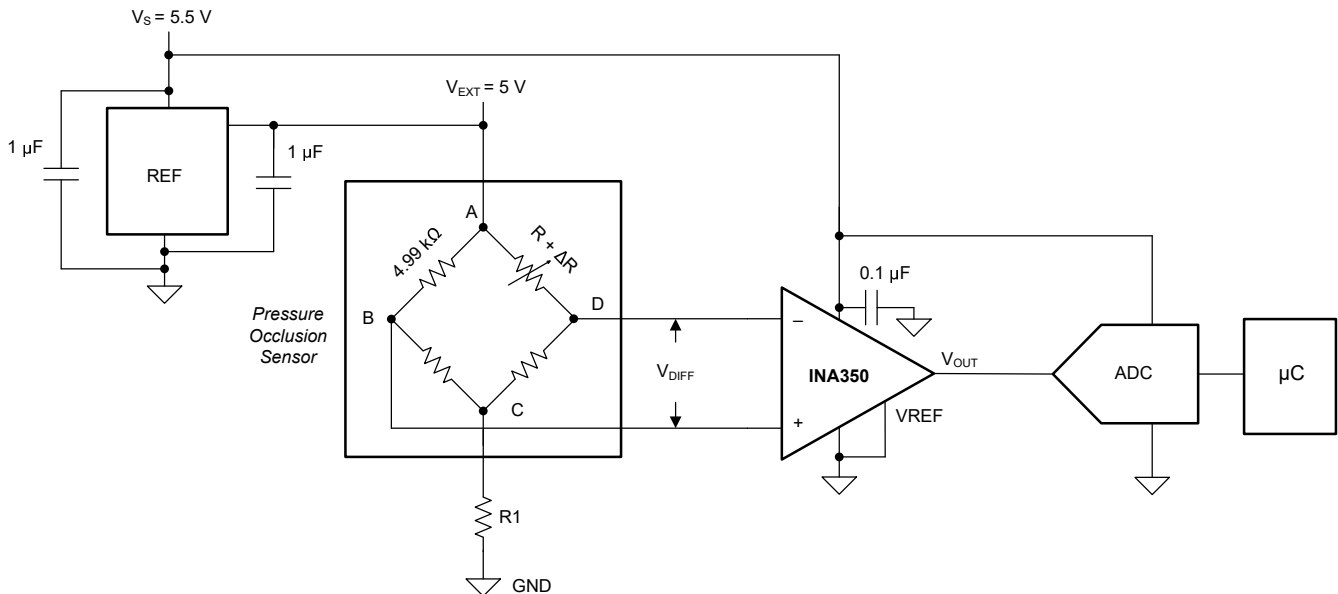 V_S = 5.5 V
V_EXT = 5 V
1 µF
REF
1 µF
A
4.99 kΩ
R + ΔR
B
D
C
Pressure
Occlusion
Sensor
R1
GND
V_DIFF
0.1 µF
–
+
INA350
V_OUT
VREF
ADC
µC